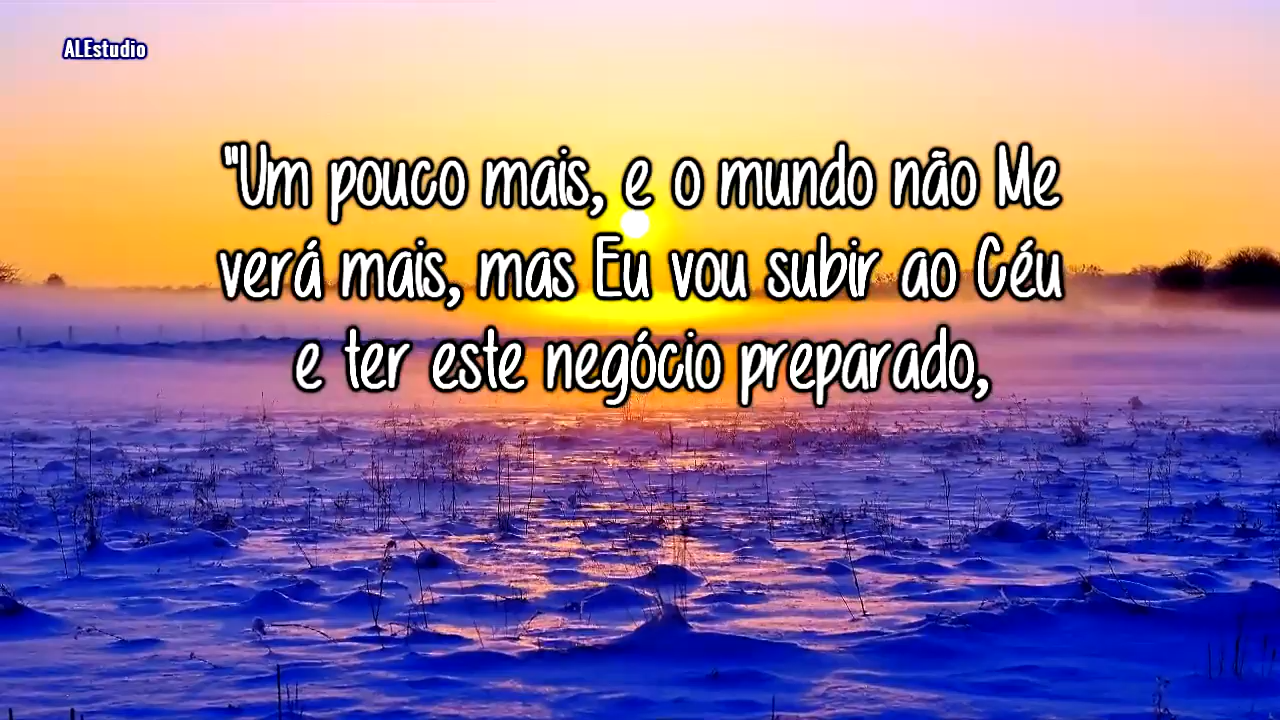 ALEstudio
"Um pouco mais, e o mundo não Me
verá mais, mas Eu vou subir ao Céu
e ter este negócio preparado,